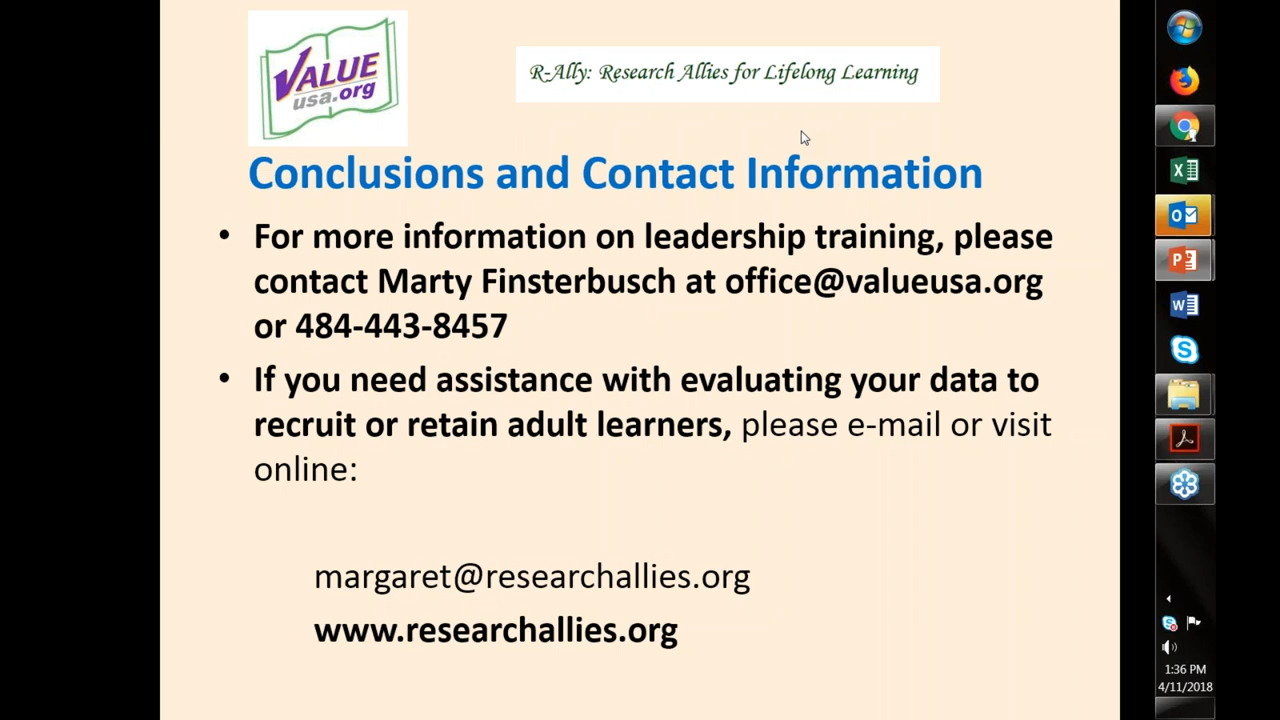 VALUE
usa.org
R-Ally: Research Allies for Lifelong Learning
Conclusions and Contact Information
• For more information on leadership training, please
contact Marty Finsterbusch at office@valueusa.org
or 484-443-8457
• If you need assistance with evaluating your data to
recruit or retain adult learners, please e-mail or visit
online:
margaret@researchallies.org
www.researchallies.org
1:36 PM
4/11/2018